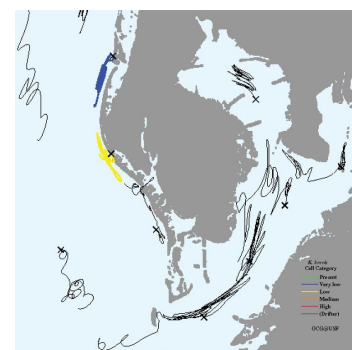 K. brevis
Cell Category
Present
Very low
Low
Medium
High
(Drifter)
OCG@USF